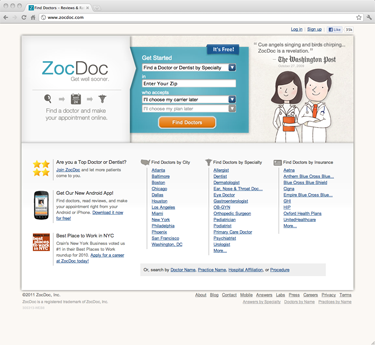 Find Doctors - Reviews & R
www.zocdoc.com
Log in | Sign up Like
ZocDoc
Get well sooner.
Find a doctor and make
your appointment online.
It's Free!
Get Started
Find a Doctor or Dentist by Specialty
in
Enter Your Zip
who accepts
I'll choose my carrier later
I'll choose my plan later
Find Doctors
" Cue angels singing and birds chirping...
ZocDoc is a revelation. "
The Washington Post
Are you a Top Doctor or Dentist?
Join ZocDoc and let more patients
come to you.
Get Our New Android App!
Find doctors, read reviews, and make
your appointment right from your
Android or iPhone. Download it now
for free!
Best Place to Work in NYC
Crain's New York Business voted us
#1 in their Best Places to Work
roundup for 2010. Apply for a career
at ZocDoc today!
Find Doctors by City
Atlanta
Baltimore
Boston
Chicago
Dallas
Houston
Los Angeles
Miami
New York
Philadelphia
Phoenix
San Francisco
Washington, DC
Find Doctors by Specialty
Allergist
Dentist
Dermatologist
Ear, Nose & Throat Doc...
Eye Doctor
Gastroenterologist
OB-GYN
Orthopedic Surgeon
Pediatrician
Podiatrist
Primary Care Doctor
Psychiatrist
Urologist
More...
Find Doctors by Insurance
Aetna
Anthem Blue Cross Blue...
Blue Cross Blue Shield
Cigna
Empire Blue Cross Blue...
GHI
HIP
Oxford Health Plans
UnitedHealthcare
More...
Or, search by Doctor Name, Practice Name, Hospital Affiliation, or Procedure
©2011 ZocDoc, Inc.
ZocDoc is a registered trademark of ZocDoc, Inc.
About Blog Contact Mobile Answers Labs Press Careers Privacy Terms
Answers by Specialty Doctors by Name Practices by Name